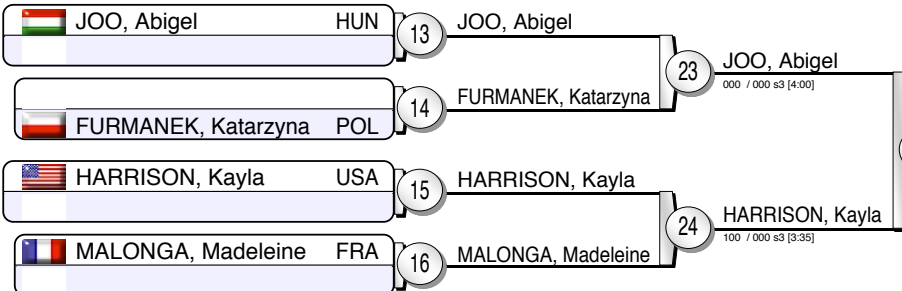 JOO, Abigel HUN
13
JOO, Abigel
FURMANEK, Katarzyna POL
14
FURMANEK, Katarzyna
23
JOO, Abigel
000 / 000 s3 [4:00]
HARRISON, Kayla USA
15
HARRISON, Kayla
MALONGA, Madeleine FRA
16
MALONGA, Madeleine
24
HARRISON, Kayla
100 / 000 s3 [3:35]